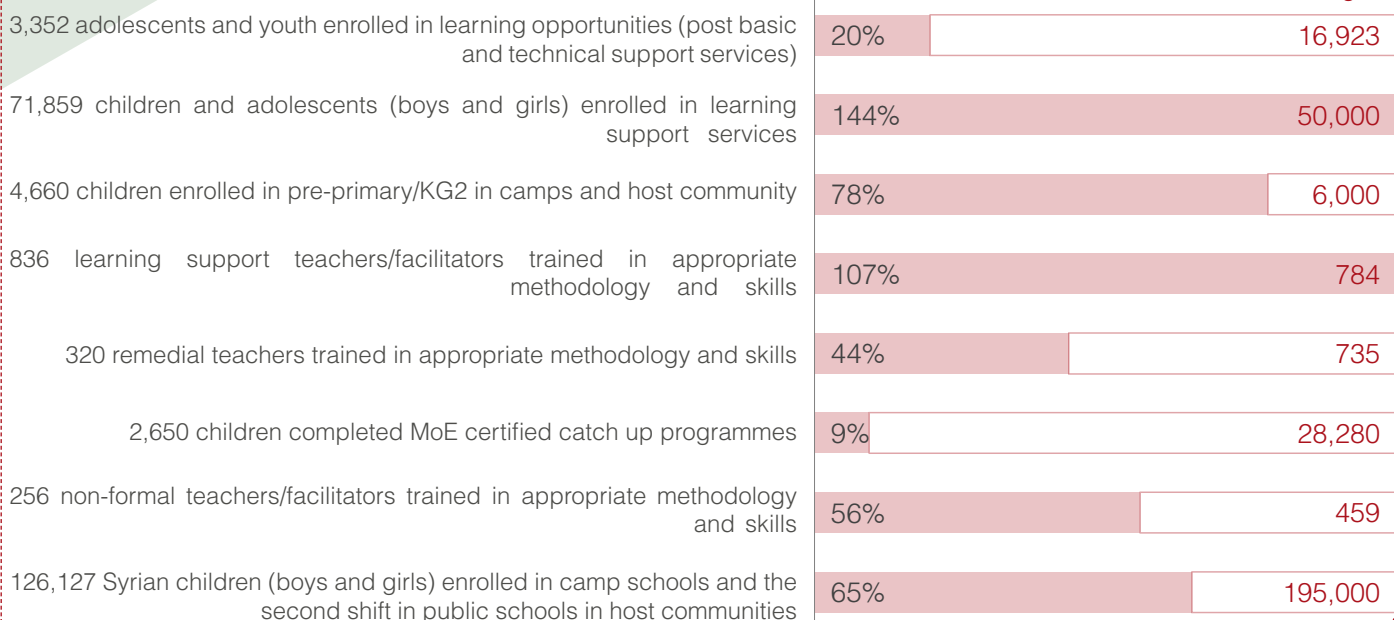 3,352 adolescents and youth enrolled in learning opportunities (post basic
and technical support services)
20%
16,923
71,859 children and adolescents (boys and girls) enrolled in learning
support services
144%
50,000
4,660 children enrolled in pre-primary/KG2 in camps and host community
78%
6,000
836 learning support teachers/facilitators trained in appropriate
methodology and skills
107%
784
320 remedial teachers trained in appropriate methodology and skills
44%
735
2,650 children completed MoE certified catch up programmes
9%
28,280
256 non-formal teachers/facilitators trained in appropriate methodology
and skills
56%
459
126,127 Syrian children (boys and girls) enrolled in camp schools and the
second shift in public schools in host communities
65%
195,000